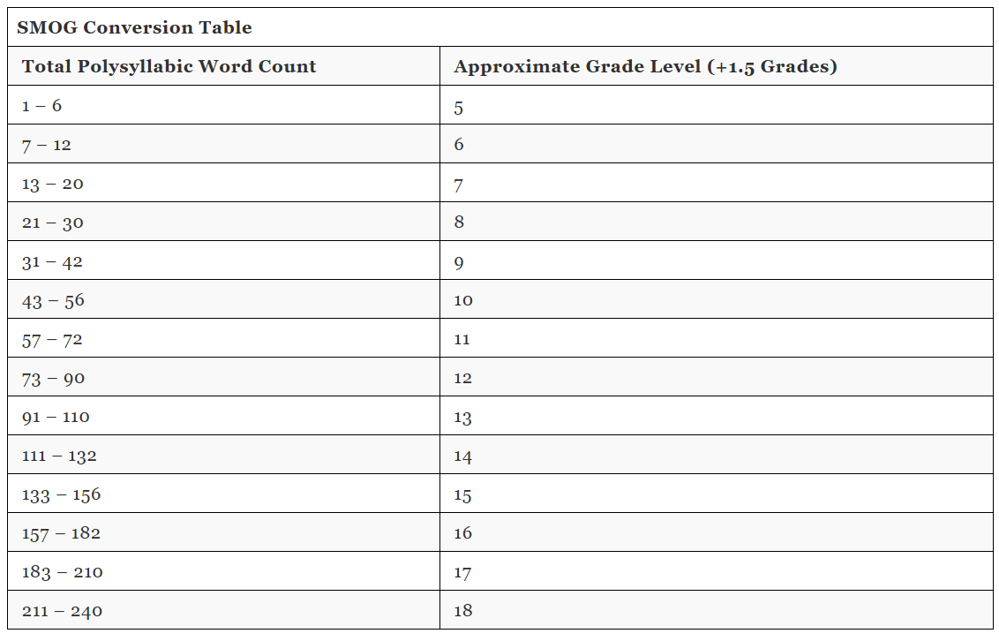 SMOG Conversion Table
Total Polysyllabic Word Count Approximate Grade Level (+1.5 Grades)
1 – 6 5
7 – 12 6
13 – 20 7
21 – 30 8
31 – 42 9
43 – 56 10
57 – 72 11
73 – 90 12
91 – 110 13
111 – 132 14
133 – 156 15
157 – 182 16
183 – 210 17
211 – 240 18